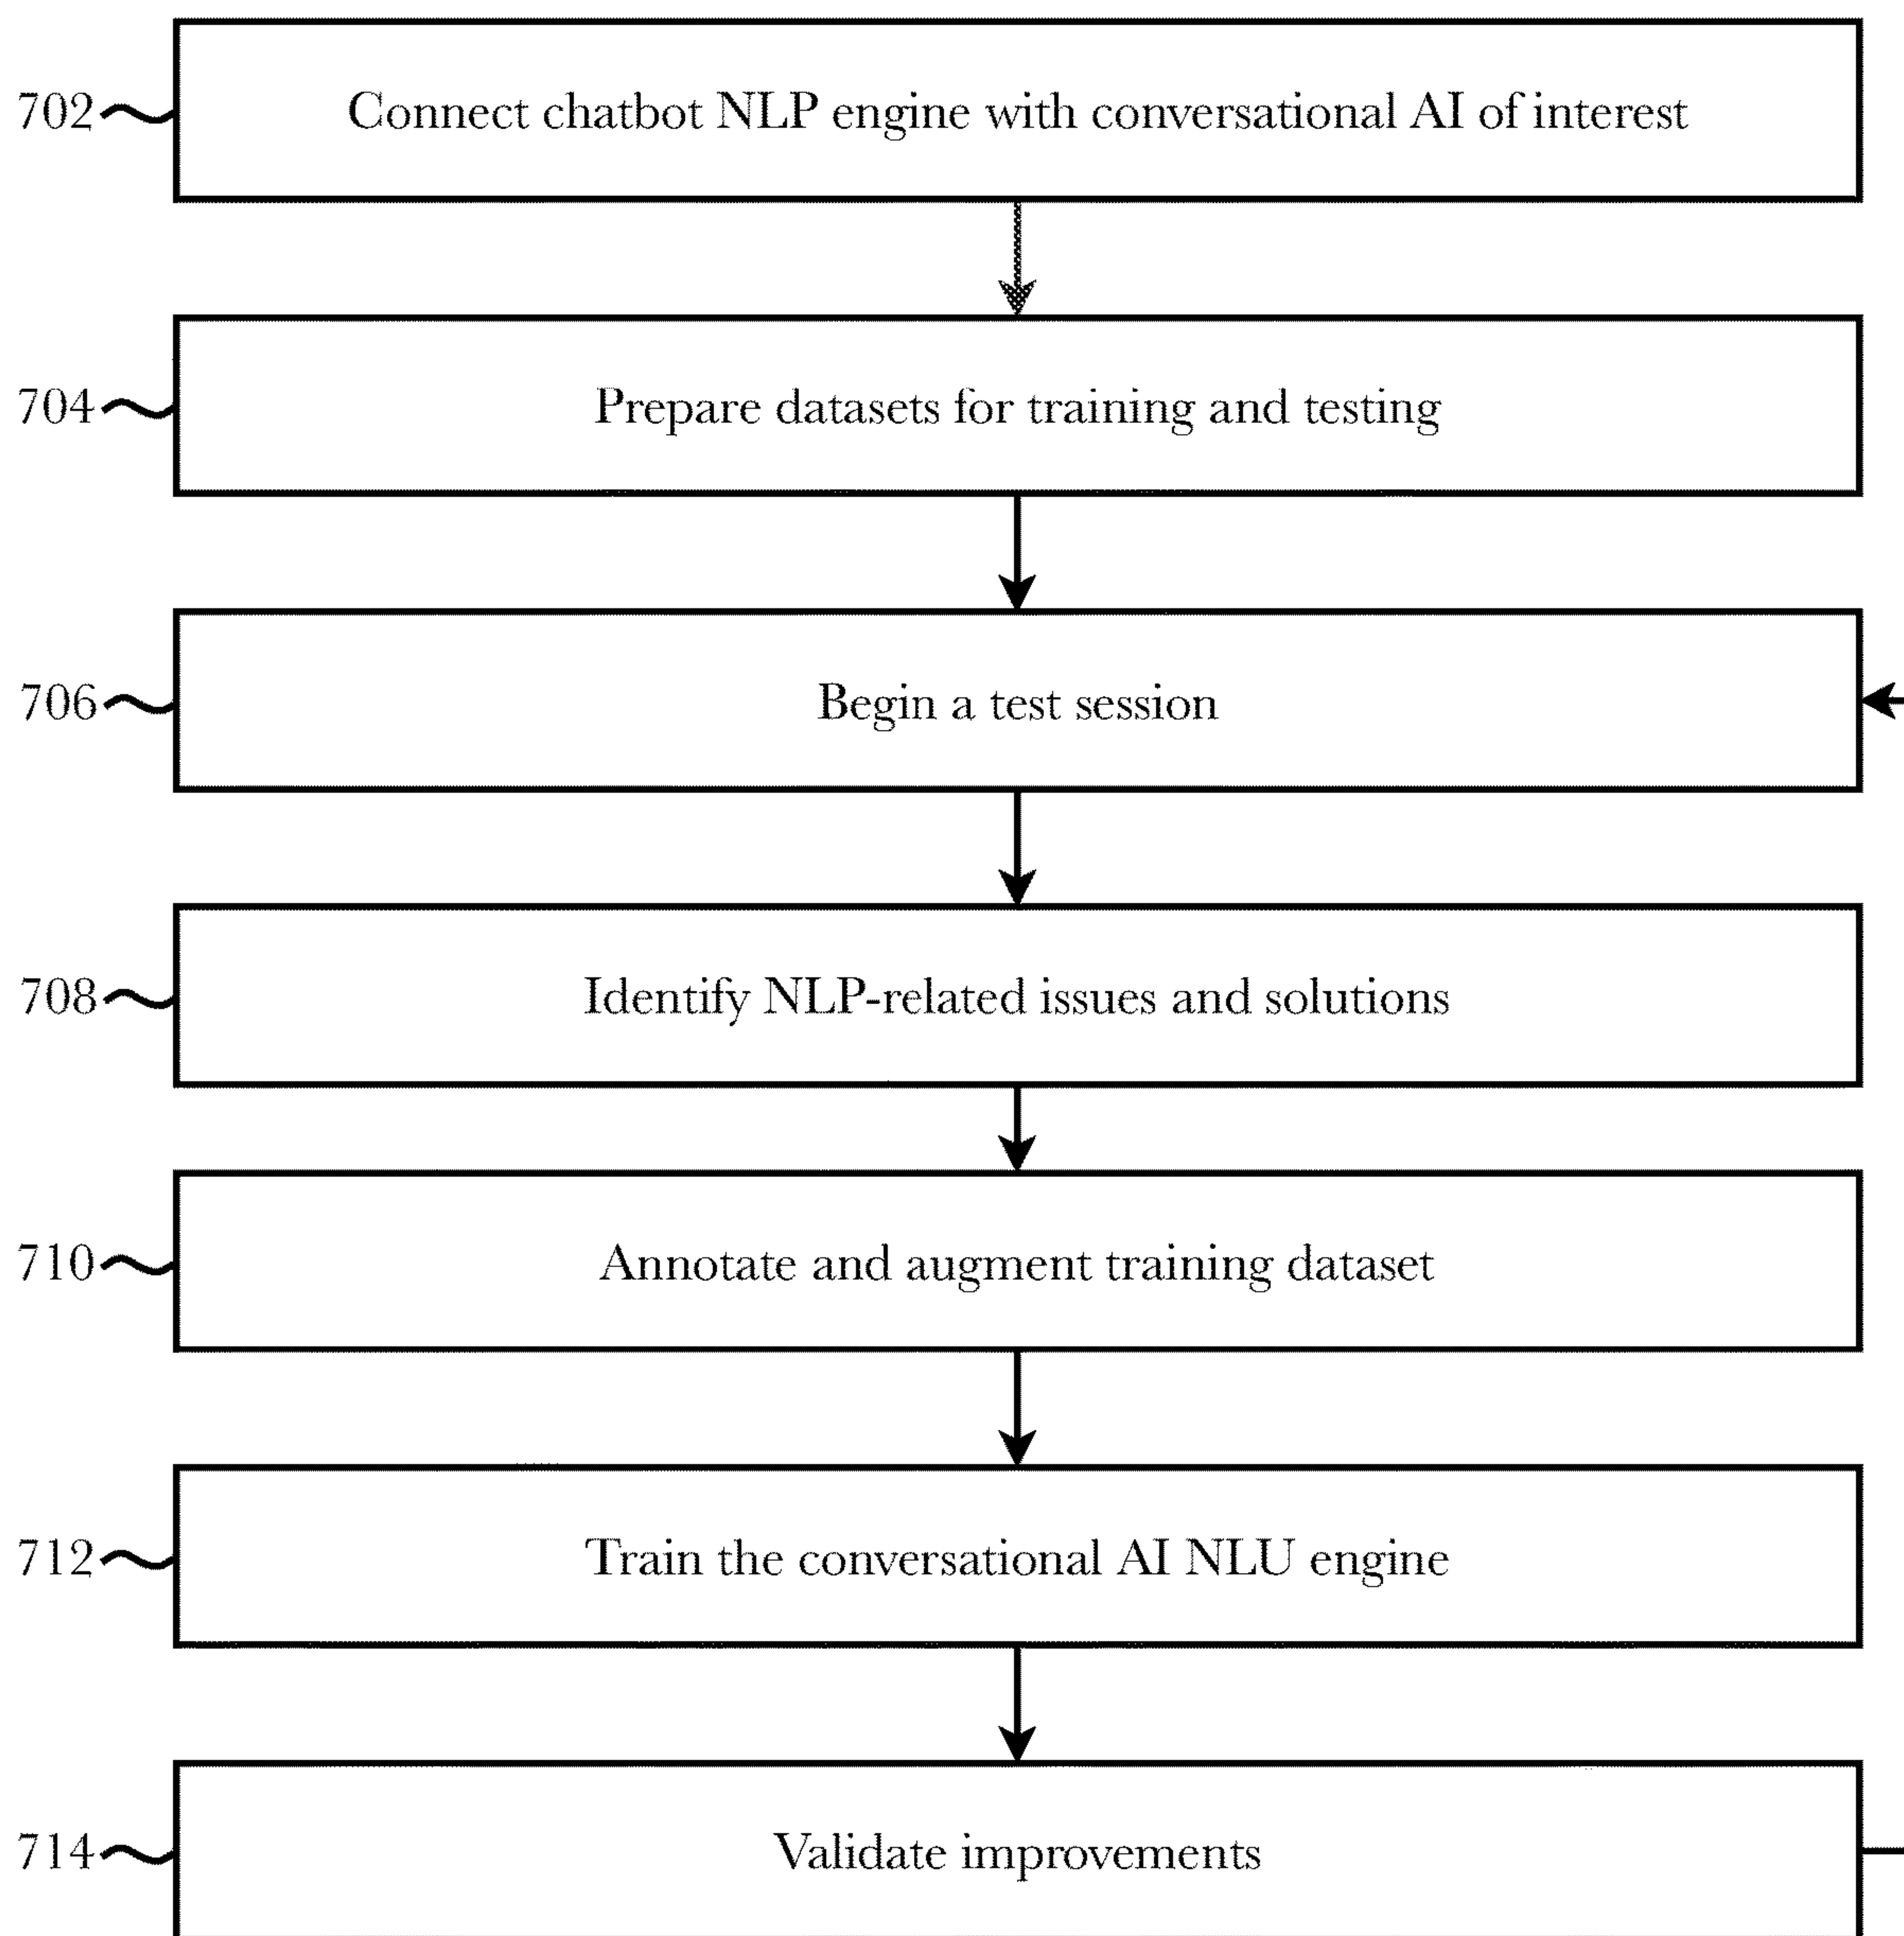 702 Connect chatbot NLP engine with conversational AI of interest
704 Prepare datasets for training and testing
706 Begin a test session
708 Identify NLP-related issues and solutions
710 Annotate and augment training dataset
712 Train the conversational AI NLU engine
714 Validate improvements